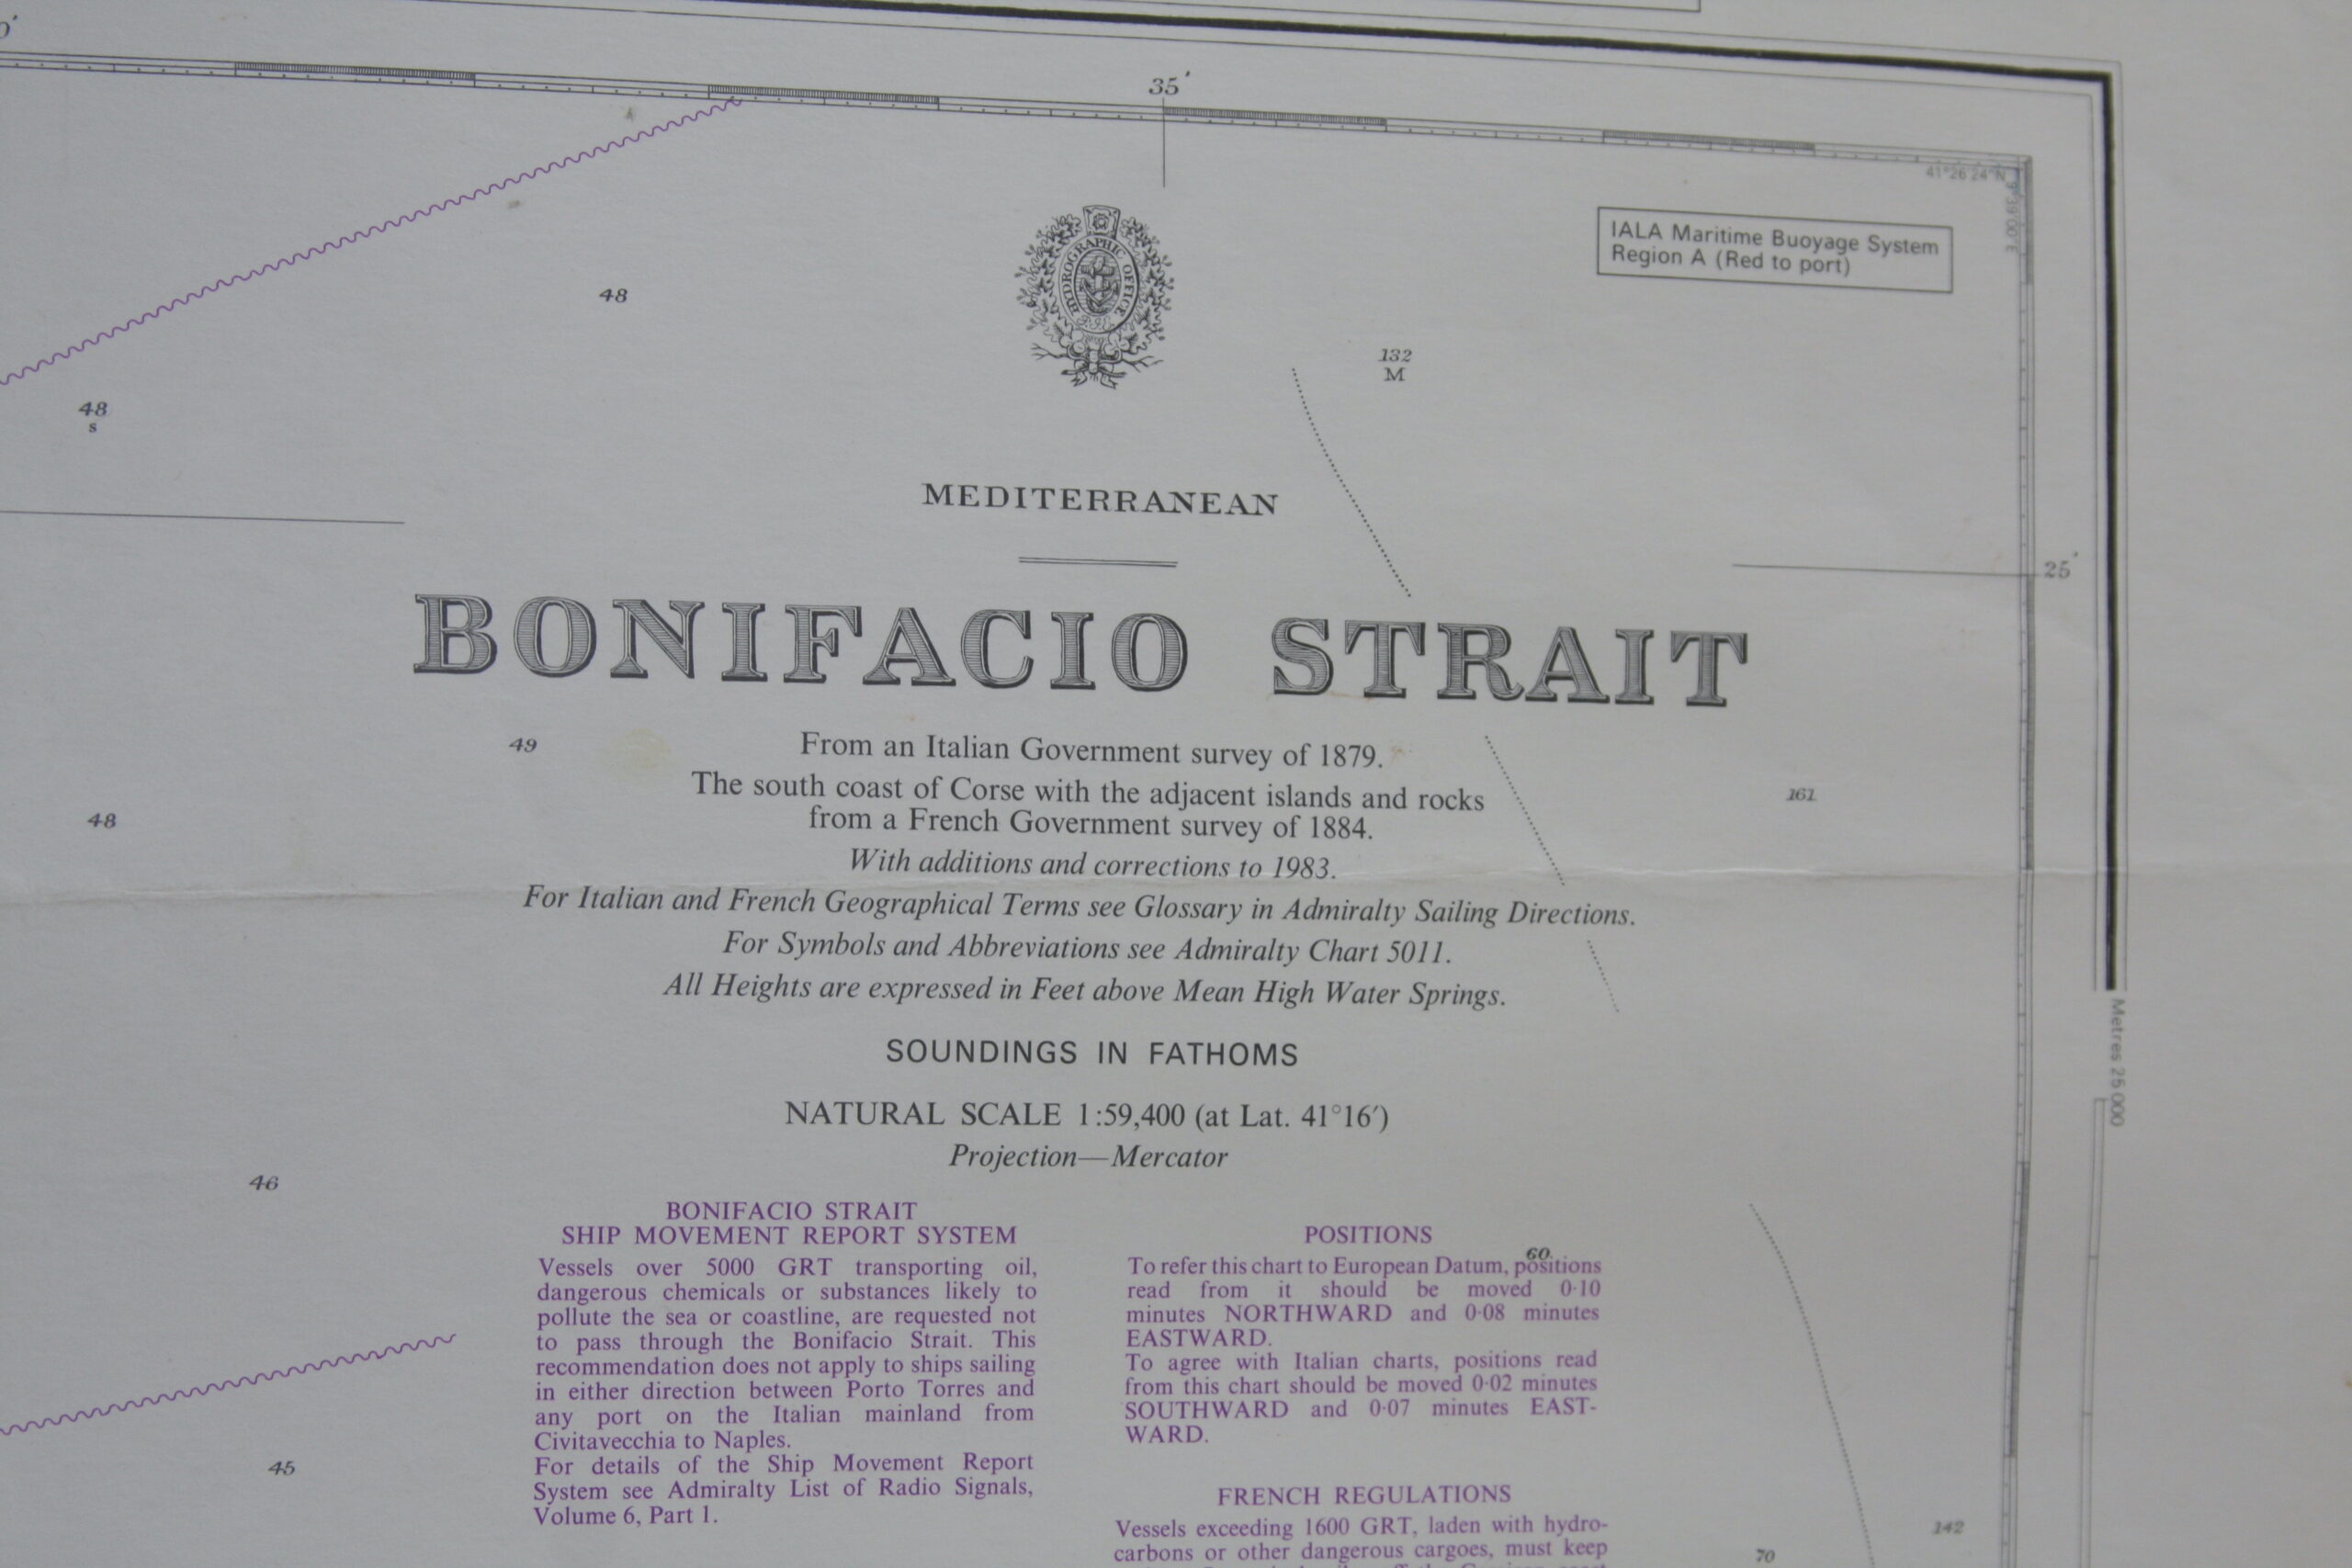 0'
35'
41°26'24"N
9°39'00"E
IALA Maritime Buoyage System
Region A (Red to port)
HYDROGRAPHIC OFFICE
48
132
M
48
s
MEDITERRANEAN
25'
BONIFACIO STRAIT
49
From an Italian Government survey of 1879.
The south coast of Corse with the adjacent islands and rocks
161
from a French Government survey of 1884.
48
With additions and corrections to 1983.
For Italian and French Geographical Terms see Glossary in Admiralty Sailing Directions.
For Symbols and Abbreviations see Admiralty Chart 5011.
All Heights are expressed in Feet above Mean High Water Springs.
Metres 25 000
SOUNDINGS IN FATHOMS
NATURAL SCALE 1:59,400 (at Lat. 41°16′)
Projection—Mercator
46
45
BONIFACIO STRAIT
SHIP MOVEMENT REPORT SYSTEM
Vessels over 5000 GRT transporting oil,
dangerous chemicals or substances likely to
pollute the sea or coastline, are requested not
to pass through the Bonifacio Strait. This
recommendation does not apply to ships sailing
in either direction between Porto Torres and
any port on the Italian mainland from
Civitavecchia to Naples.
For details of the Ship Movement Report
System see Admiralty List of Radio Signals,
Volume 6, Part 1.
POSITIONS
60
To refer this chart to European Datum, positions
read from it should be moved 0·10
minutes NORTHWARD and 0·08 minutes
EASTWARD.
To agree with Italian charts, positions read
from this chart should be moved 0·02 minutes
SOUTHWARD and 0·07 minutes EAST-
WARD.
FRENCH REGULATIONS
Vessels exceeding 1600 GRT, laden with hydro-
carbons or other dangerous cargoes, must keep
142
70